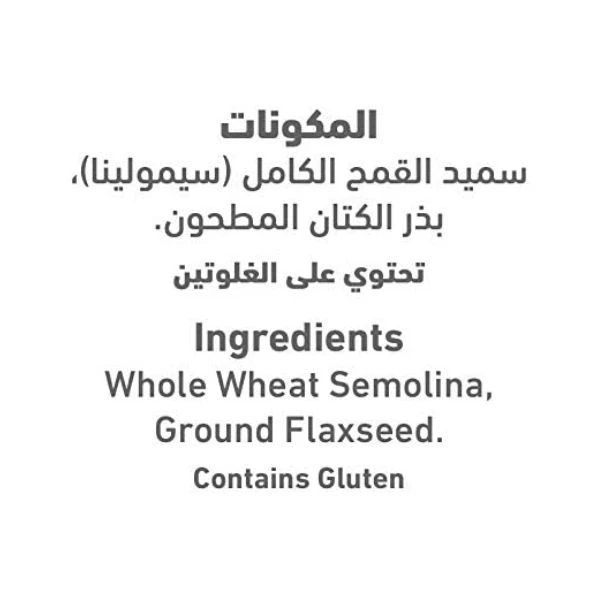 المكونات
سميد القمح الكامل (سيمولينا)،
بذر الكتان المطحون.
تحتوي على الغلوتين
Ingredients
Whole Wheat Semolina,
Ground Flaxseed.
Contains Gluten